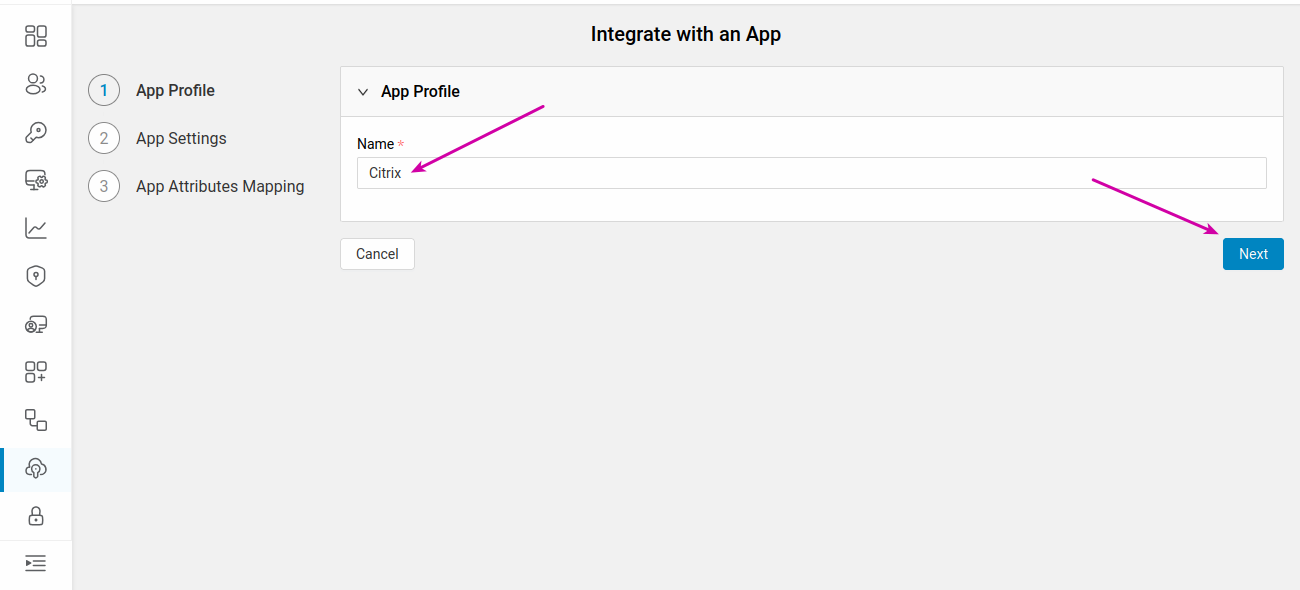 Integrate with an App
1 App Profile
2 App Settings
3 App Attributes Mapping
App Profile
Name *
Citrix
Cancel
Next